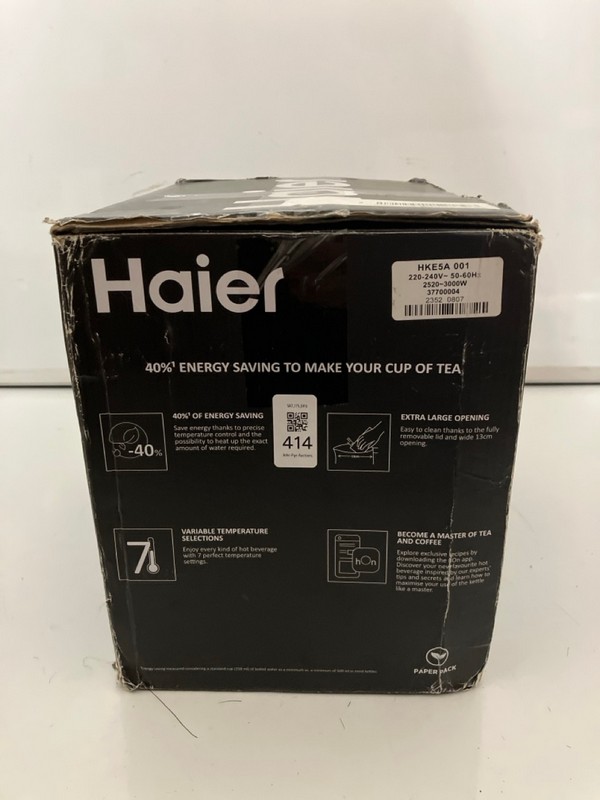 Haier
HKE5A 001
220-240V~ 50-60Hz
2520-3000W
37700004
2352 0807
40%¹ ENERGY SAVING TO MAKE YOUR CUP OF TEA
-40%
40%¹ OF ENERGY SAVING
Save energy thanks to precise
temperature control and the
possibility to heat up the exact
amount of water required.
414
EXTRA LARGE OPENING
Easy to clean thanks to the fully
removable lid and wide 13cm
opening.
7
VARIABLE TEMPERATURE
SELECTIONS
Enjoy every kind of hot beverage
with 7 perfect temperature
settings.
hOn
BECOME A MASTER OF TEA
AND COFFEE
Explore exclusive recipes by
downloading the hOn app.
Discover your new favourite hot
beverage inspired by our experts'
tips and secrets and learn how to
maximise your use of the kettle
like a master.
PAPER PACK